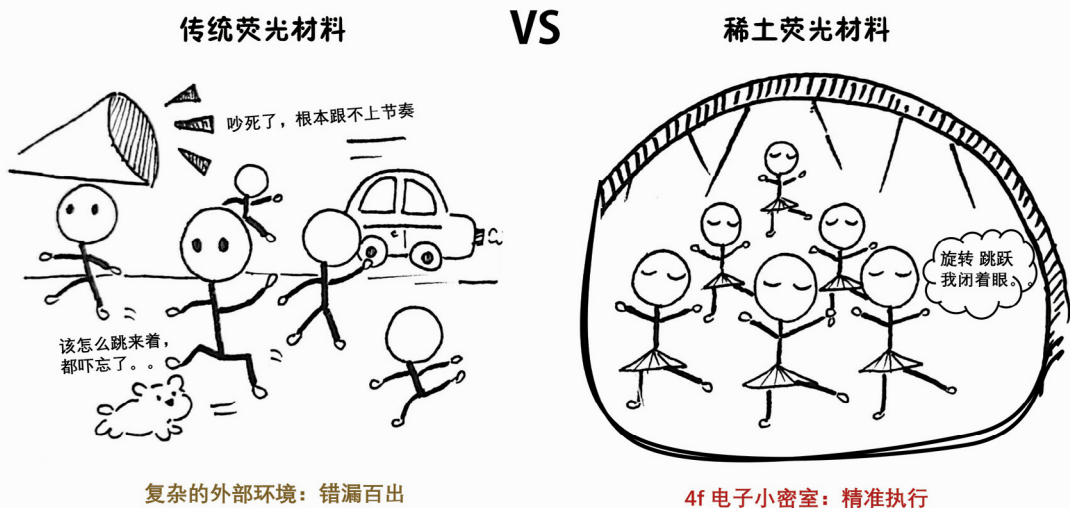 传统荧光材料
VS
稀土荧光材料
吵死了，根本跟不上节奏
该怎么跳来着，
都吓忘了。。
旋转 跳跃
我闭着眼。
复杂的外部环境：错漏百出
4f 电子小密室：精准执行